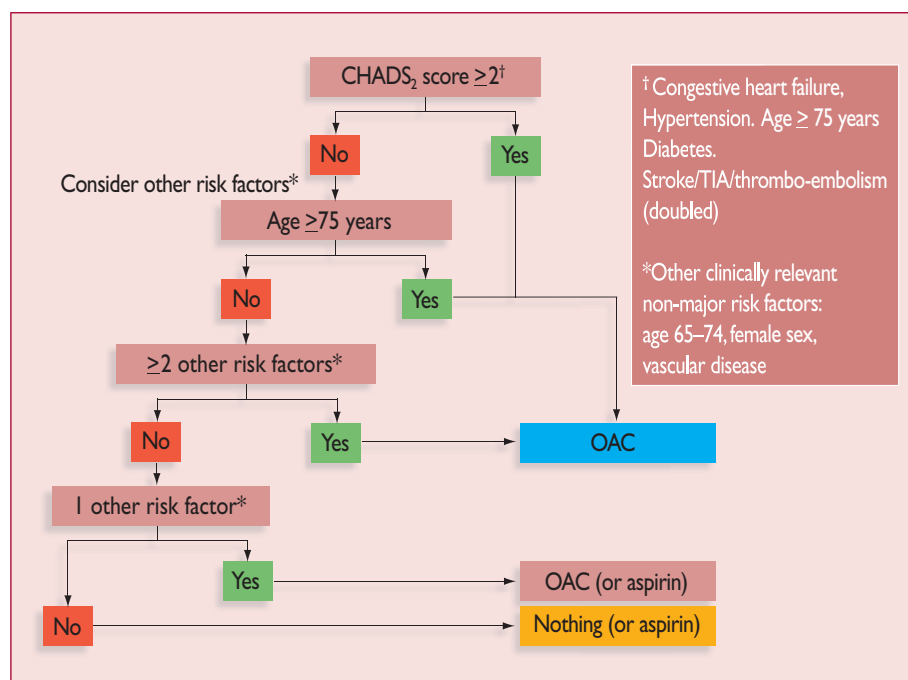 CHADS₂ score ≥2†
No
Yes
Consider other risk factors*
Age ≥75 years
No
Yes
≥2 other risk factors*
No
Yes
OAC
1 other risk factor*
Yes
OAC (or aspirin)
No
Nothing (or aspirin)
† Congestive heart failure,
Hypertension. Age ≥ 75 years
Diabetes.
Stroke/TIA/thrombo-embolism
(doubled)
*Other clinically relevant
non-major risk factors:
age 65–74, female sex,
vascular disease